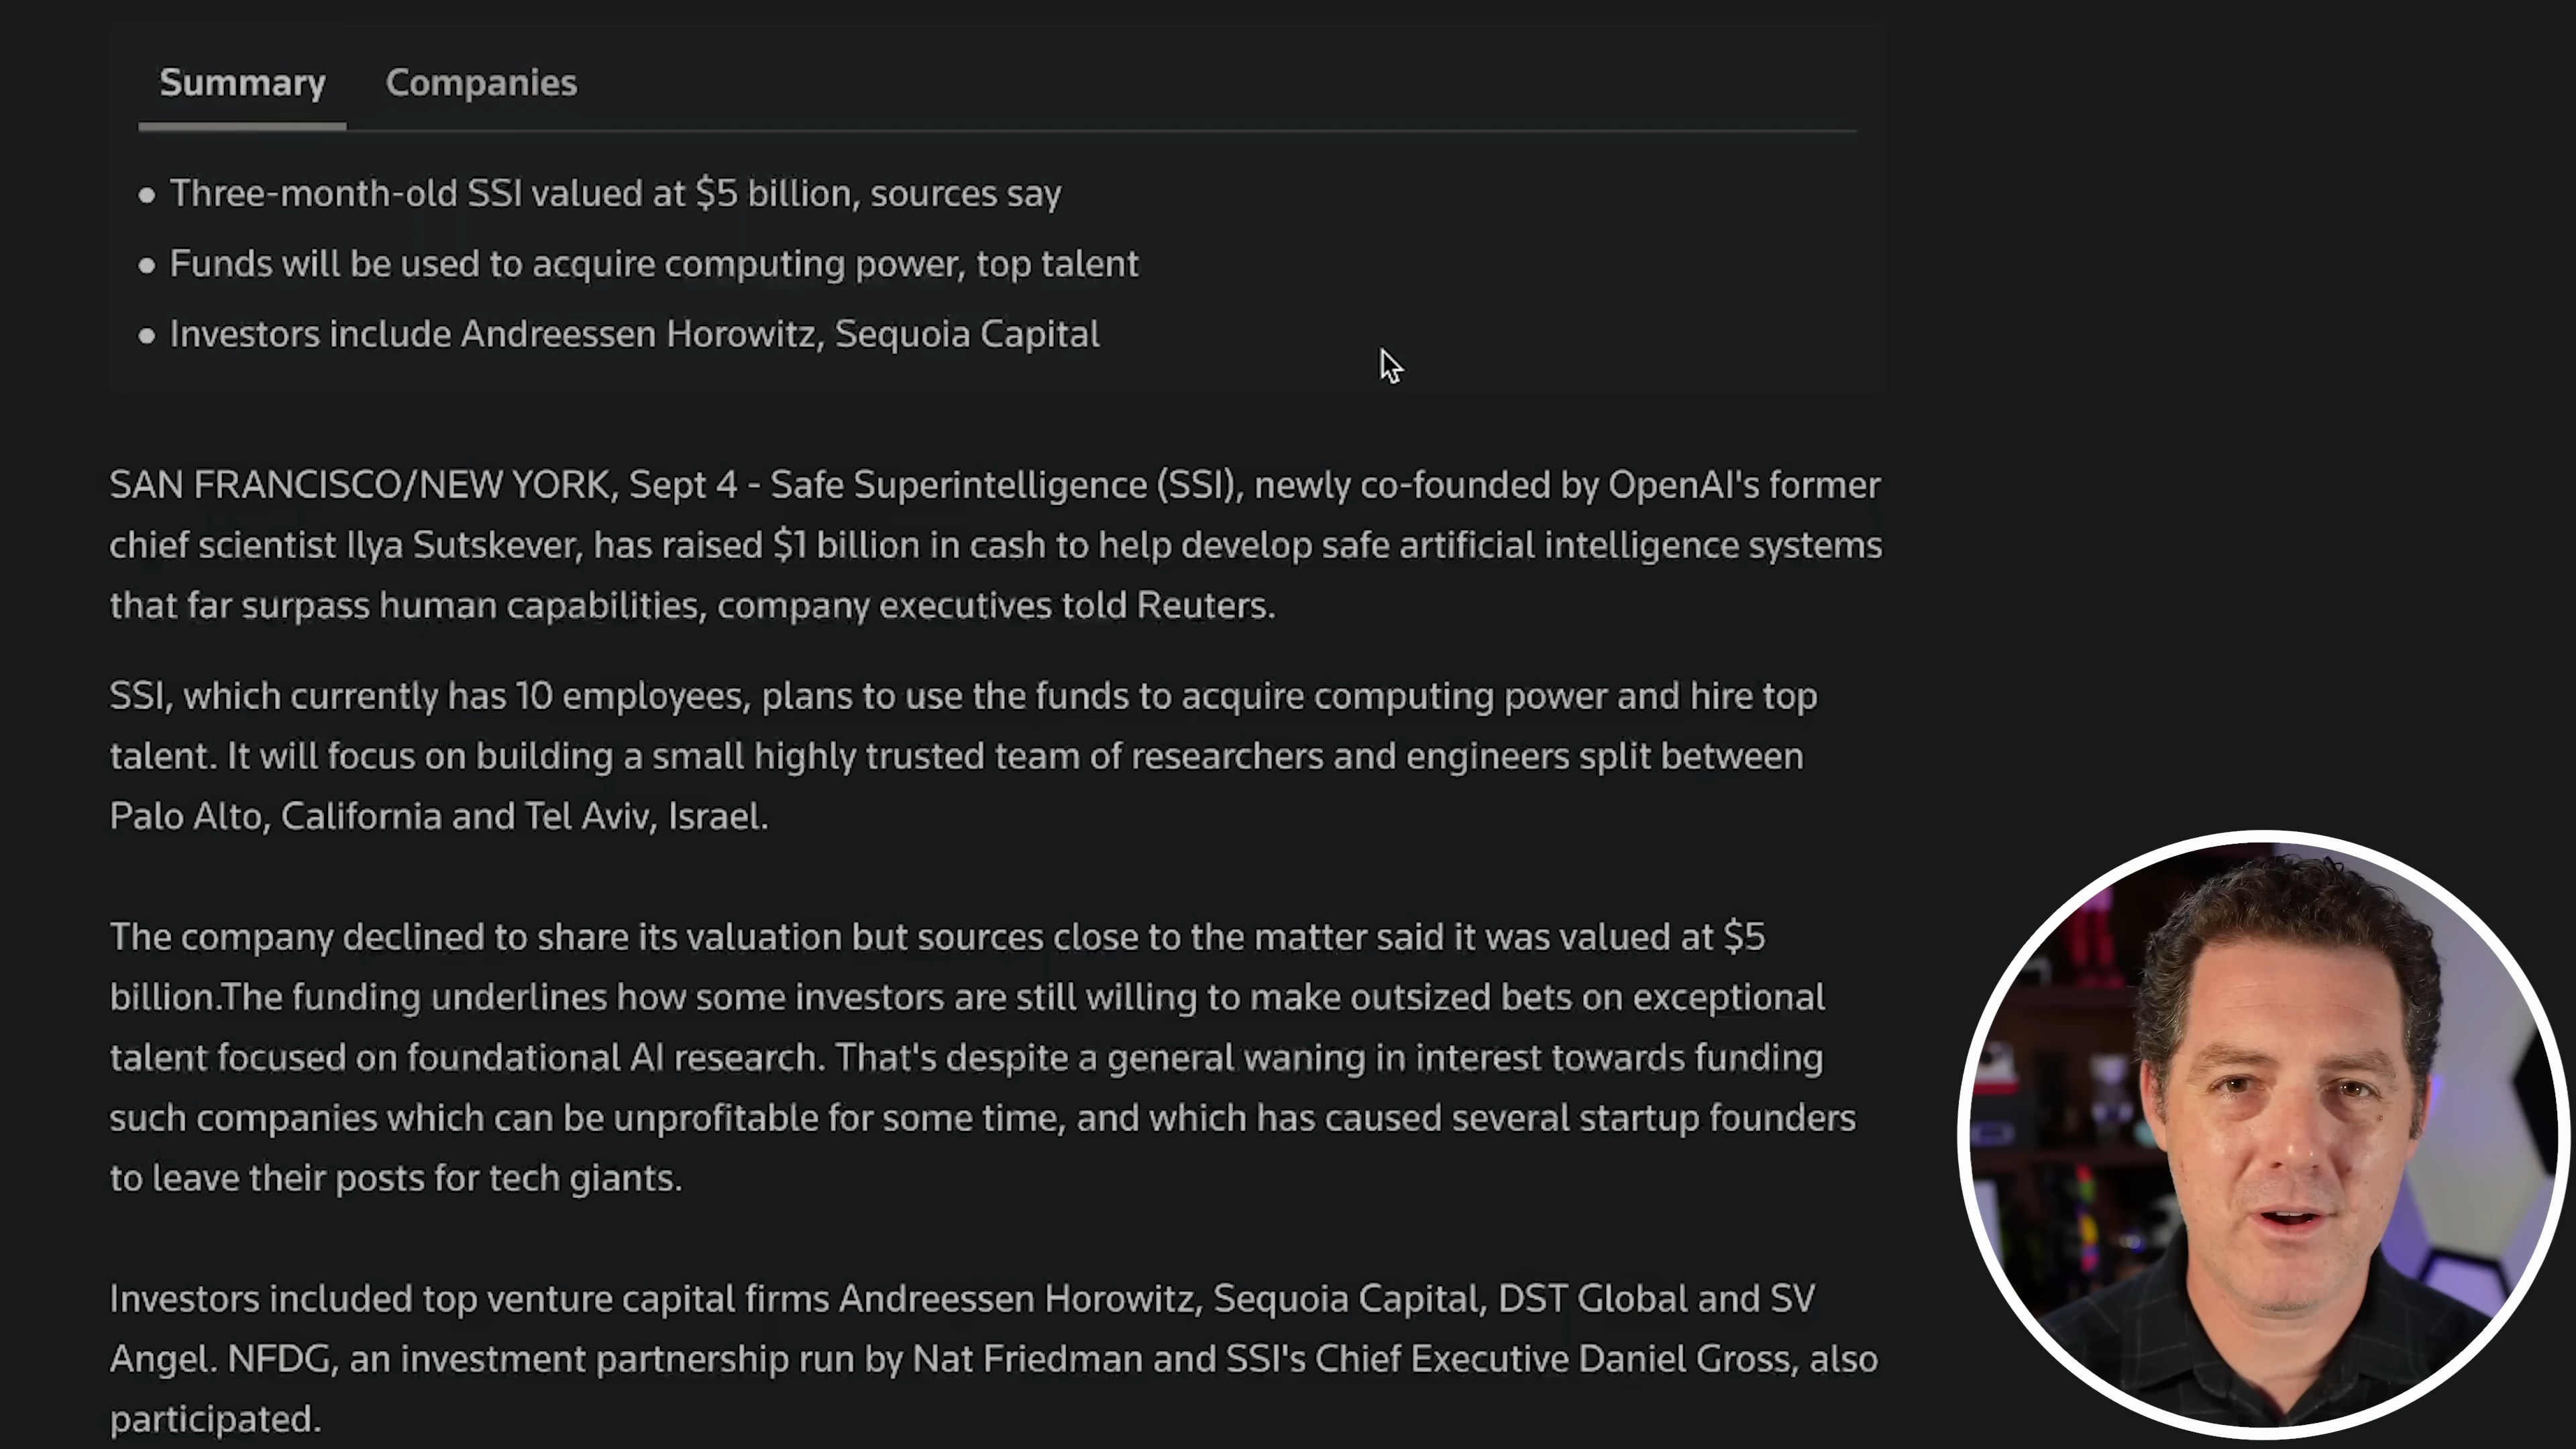 Summary Companies
Three-month-old SSI valued at $5 billion, sources say
Funds will be used to acquire computing power, top talent
Investors include Andreessen Horowitz, Sequoia Capital
SAN FRANCISCO/NEW YORK, Sept 4 - Safe Superintelligence (SSI), newly co-founded by OpenAI's former
chief scientist Ilya Sutskever, has raised $1 billion in cash to help develop safe artificial intelligence systems
that far surpass human capabilities, company executives told Reuters.
SSI, which currently has 10 employees, plans to use the funds to acquire computing power and hire top
talent. It will focus on building a small highly trusted team of researchers and engineers split between
Palo Alto, California and Tel Aviv, Israel.
The company declined to share its valuation but sources close to the matter said it was valued at $5
billion.The funding underlines how some investors are still willing to make outsized bets on exceptional
talent focused on foundational AI research. That's despite a general waning in interest towards funding
such companies which can be unprofitable for some time, and which has caused several startup founders
to leave their posts for tech giants.
Investors included top venture capital firms Andreessen Horowitz, Sequoia Capital, DST Global and SV
Angel. NFDG, an investment partnership run by Nat Friedman and SSI's Chief Executive Daniel Gross, also
participated.